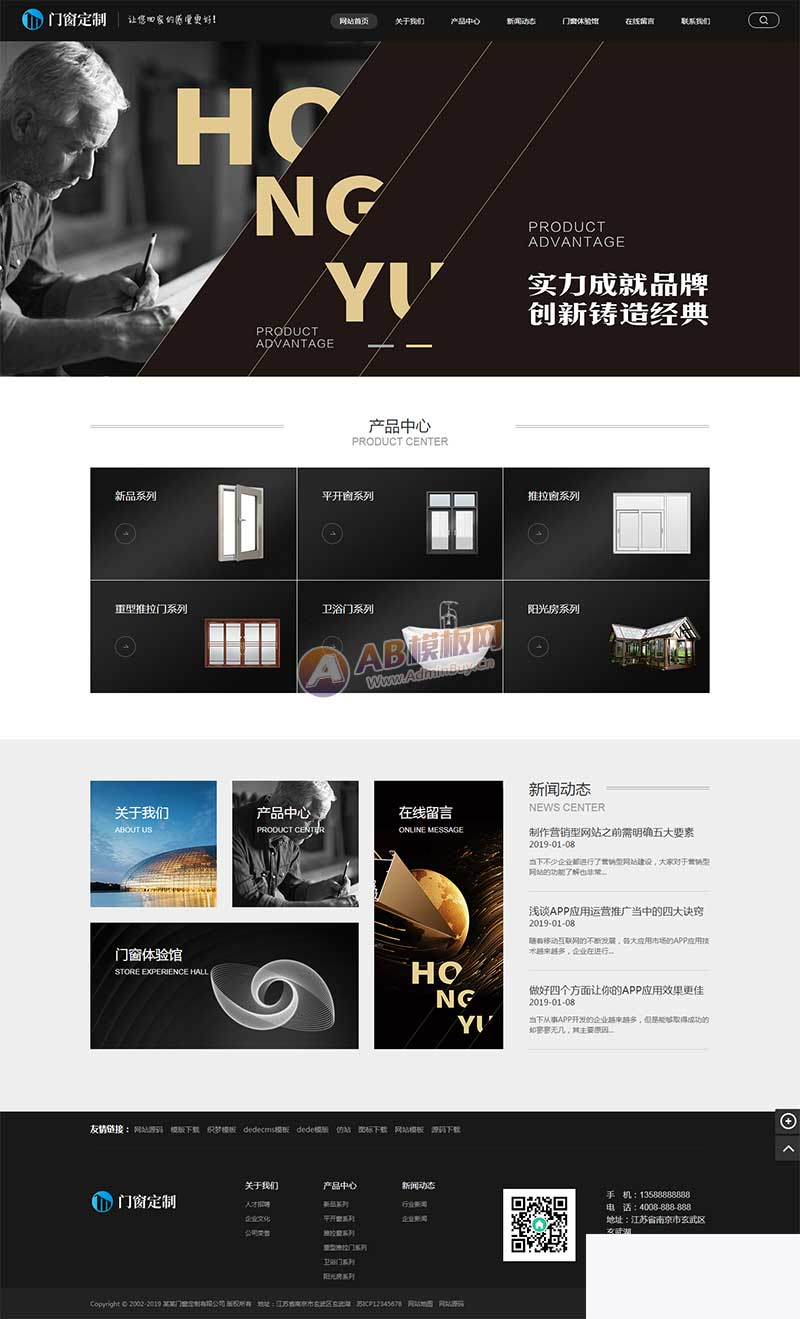 门窗定制
让您回家的感觉更好!
网站首页
关于我们
产品中心
新闻动态
门窗体验馆
在线留言
联系我们
HO
NG
YU
PRODUCT
ADVANTAGE
PRODUCT
ADVANTAGE
实力成就品牌
创新铸造经典
产品中心
PRODUCT CENTER
新品系列
平开窗系列
推拉窗系列
重型推拉门系列
卫浴门系列
阳光房系列
AB模板网
Www.AdminBuy.Cn
关于我们
ABOUT US
产品中心
PRODUCT CENTER
在线留言
ONLINE MESSAGE
HO
NG
YU
门窗体验馆
STORE EXPERIENCE HALL
新闻动态
NEWS CENTER
制作营销型网站之前需明确五大要素
2019-01-08
当下不少企业都进行了营销型网站建设，大家对于营销型
网站的功能了解也非常...
浅谈APP应用运营推广当中的四大诀窍
2019-01-08
随着移动互联网的不断发展，各大应用市场的APP应用技
术越来越多，企业在进行...
做好四个方面让你的APP应用效果更佳
2019-01-08
当下从事APP开发的企业越来越多，但是能够取得成功的
却寥寥无几，其主要原因...
友情链接：
网站源码 模版下载 织梦模板 dedecms模板 dede模版 仿站 图标下载 网站模板 源码下载
门窗定制
关于我们
人才招聘
企业文化
公司荣誉
产品中心
新品系列
平开窗系列
推拉窗系列
重型推拉门系列
卫浴门系列
阳光房系列
新闻动态
行业新闻
企业新闻
手 机：13588888888
电 话：4008-888-888
地址：江苏省南京市玄武区
玄武湖
Copyright © 2002-2019 某某门窗定制有限公司 版权所有 地址：江苏省南京市玄武区玄武湖 苏ICP12345678 网站地图 网站源码